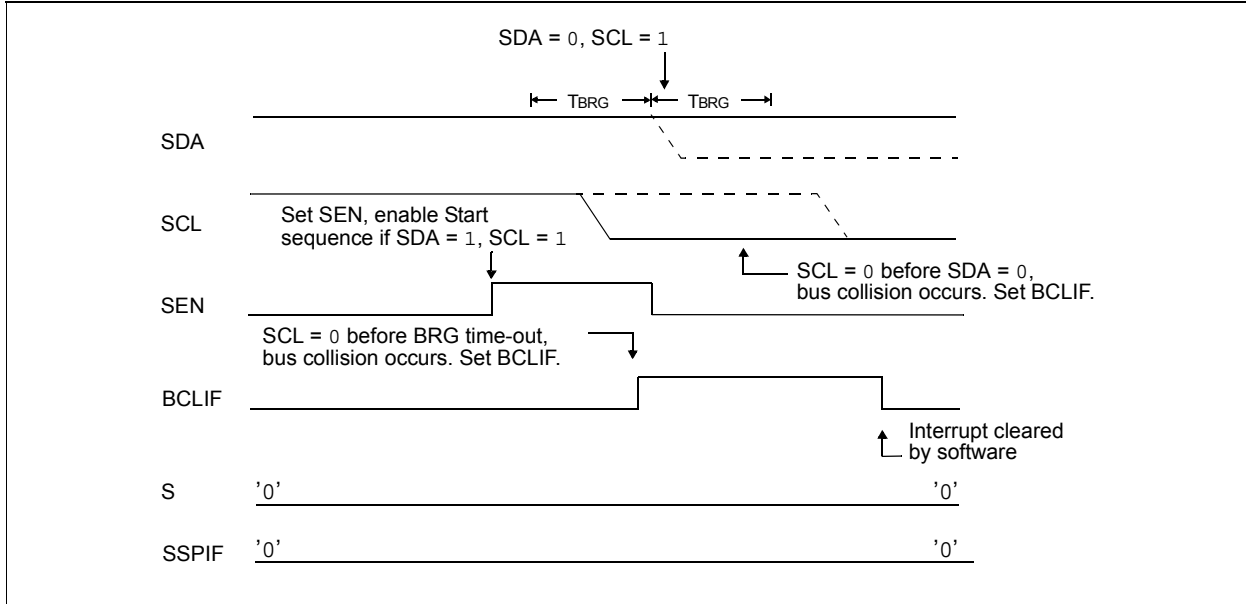 SDA = 0, SCL = 1
TBRG TBRG
SDA
SCL
Set SEN, enable Start
sequence if SDA = 1, SCL = 1
SCL = 0 before SDA = 0,
bus collision occurs. Set BCLIF.
SEN
SCL = 0 before BRG time-out,
bus collision occurs. Set BCLIF.
BCLIF
Interrupt cleared
by software
S '0' '0'
SSPIF '0' '0'